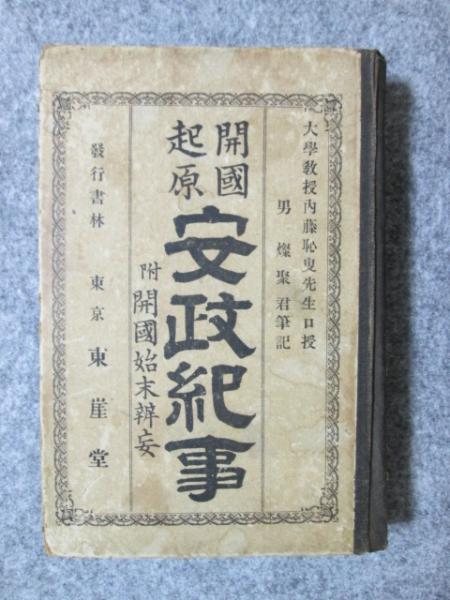 大學教授內藤恥叟先生口授
男 燦聚君筆記
開國
起原
安政紀事
附開國始末辨妄
發行書林 東京 東崖堂